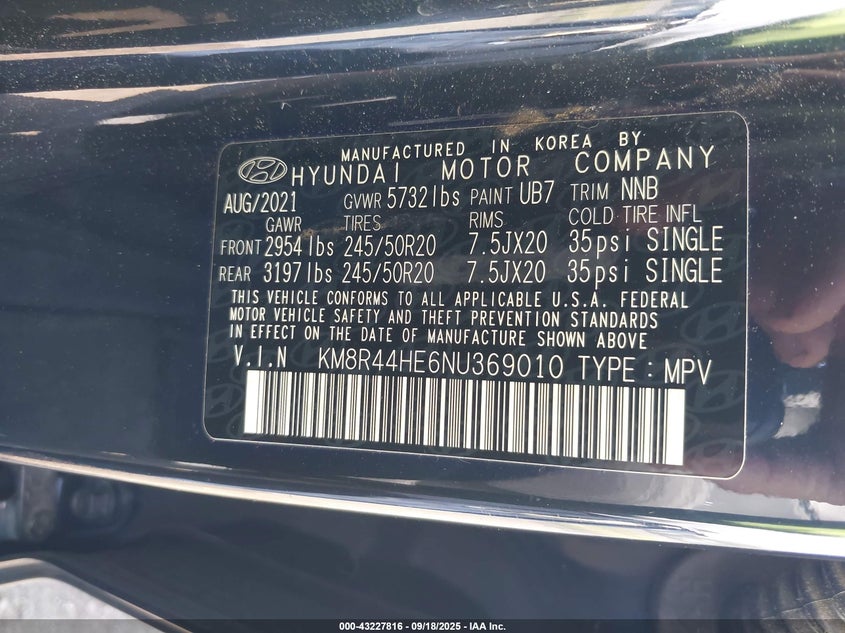 MANUFACTURED IN KOREA BY
HYUNDAI MOTOR COMPANY
AUG/2021 GVWR 5732lbs PAINT UB7 TRIM NNB
GAWR TIRES RIMS COLD TIRE INFL
FRONT 2954lbs 245/50R20 7.5JX20 35psi SINGLE
REAR 3197lbs 245/50R20 7.5JX20 35psi SINGLE
THIS VEHICLE CONFORMS TO ALL APPLICABLE U.S.A. FEDERAL
MOTOR VEHICLE SAFETY AND THEFT PREVENTION STANDARDS
IN EFFECT ON THE DATE OF MANUFACTURE SHOWN ABOVE
V.I.N KM8R44HE6NU369010 TYPE : MPV
000-43227816 - 09/18/2025 - IAA Inc.